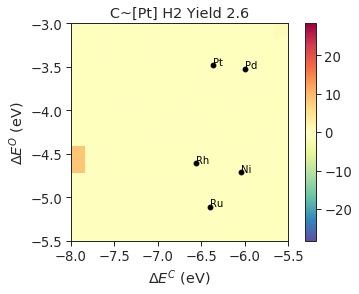 C~[Pt] H2 Yield 2.6
−3.0
−3.5
−4.0
−4.5
−5.0
−5.5
ΔE^O (eV)
Pt
Pd
Rh
Ni
Ru
−8.0 −7.5 −7.0 −6.5 −6.0 −5.5
ΔE^C (eV)
20
10
0
−10
−20